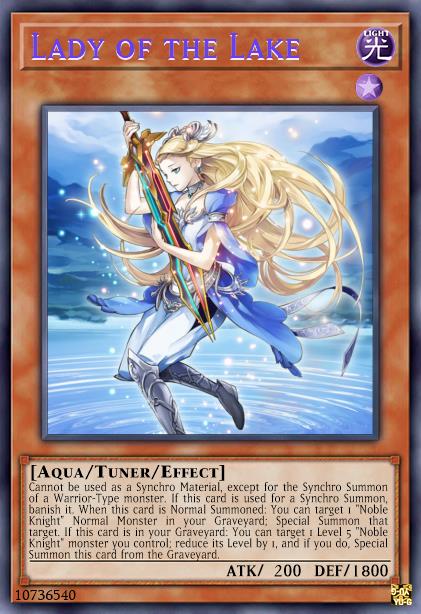 Lady of the Lake
LIGHT
光
[Aqua/Tuner/Effect]
Cannot be used as a Synchro Material, except for the Synchro Summon
of a Warrior-Type monster. If this card is used for a Synchro Summon,
banish it. When this card is Normal Summoned: You can target 1 "Noble
Knight" Normal Monster in your Graveyard; Special Summon that
target. If this card is in your Graveyard: You can target 1 Level 5 "Noble
Knight" monster you control; reduce its Level by 1, and if you do, Special
Summon this card from the Graveyard.
ATK/ 200 DEF/1800
10736540